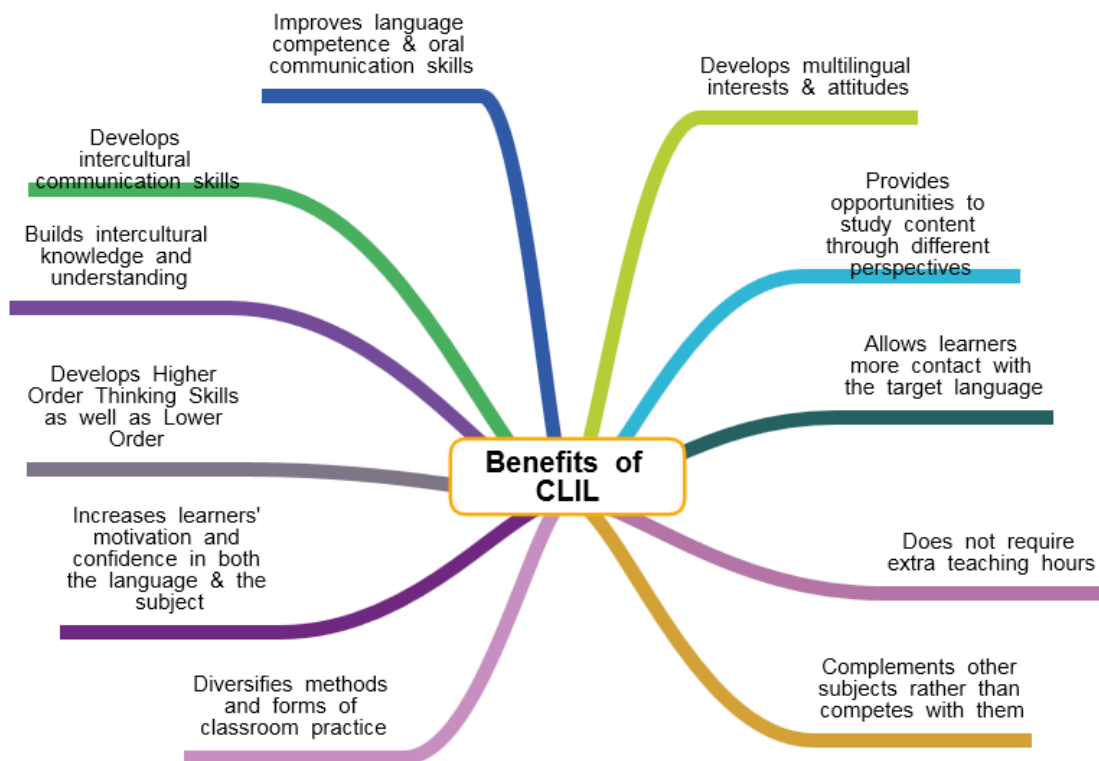 Improves language
competence & oral
communication skills
Develops multilingual
interests & attitudes
Develops
intercultural
communication skills
Provides
opportunities to
study content
through different
perspectives
Builds intercultural
knowledge and
understanding
Allows learners
more contact with
the target language
Develops Higher
Order Thinking Skills
as well as Lower
Order
Benefits of
CLIL
Increases learners'
motivation and
confidence in both
the language & the
subject
Does not require
extra teaching hours
Diversifies methods
and forms of
classroom practice
Complements other
subjects rather than
competes with them